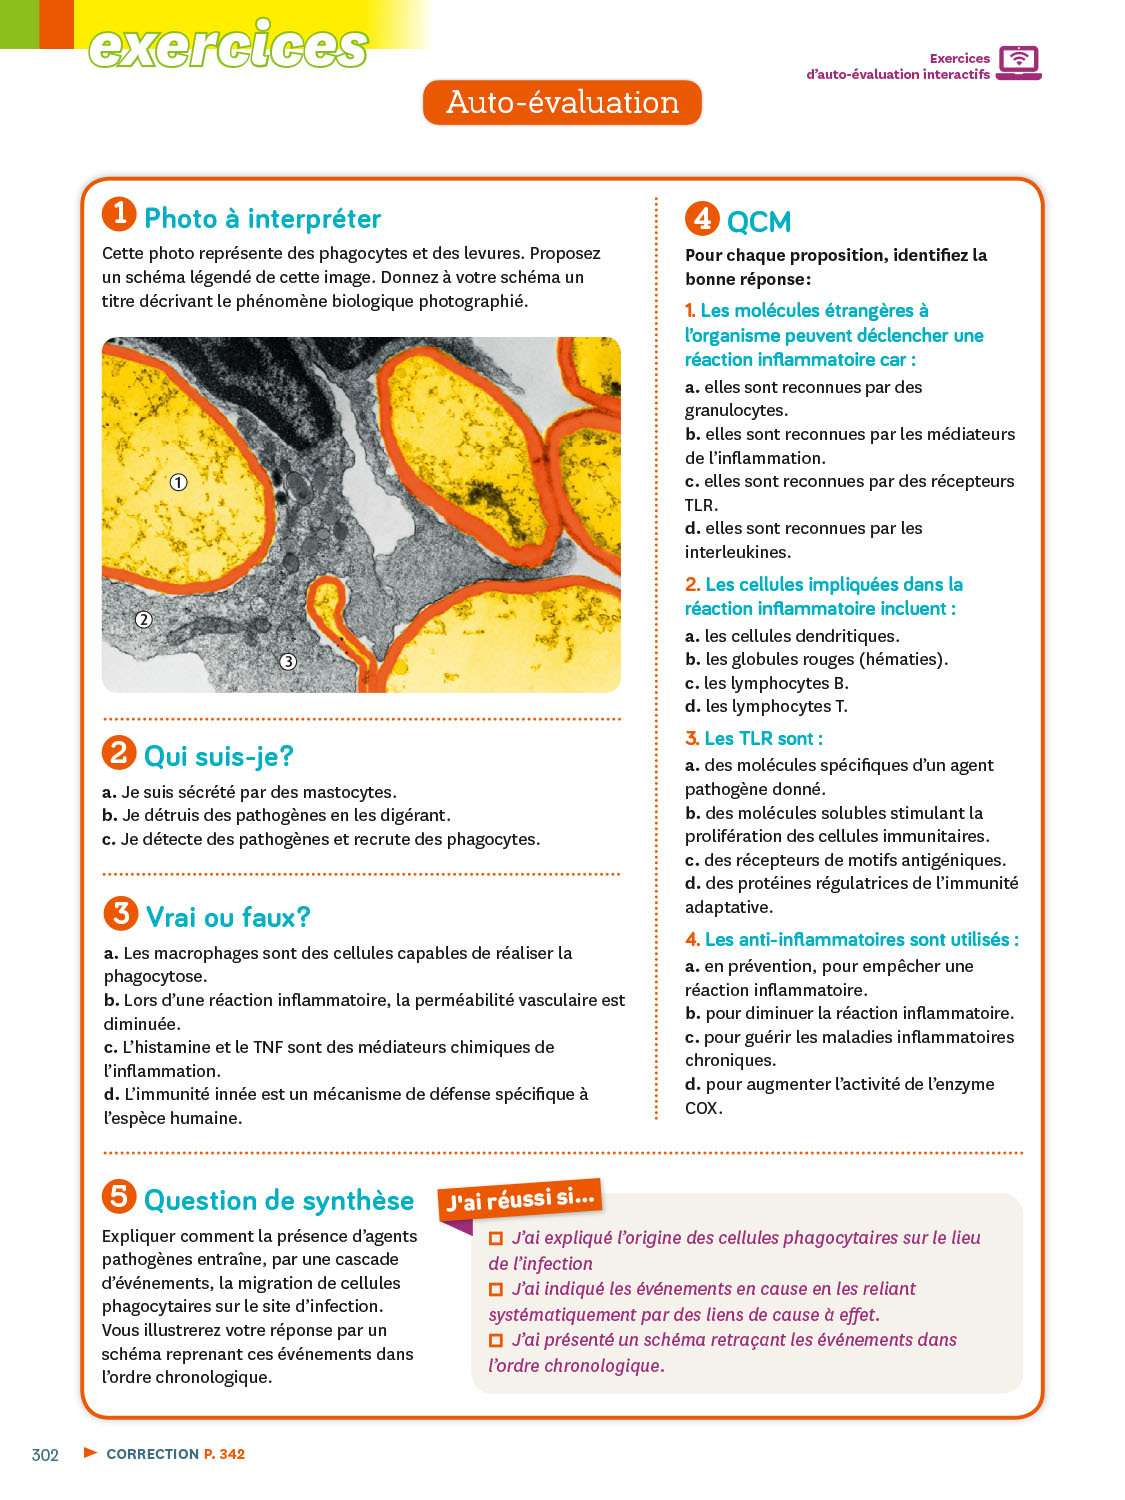 exercices
Exercices
d'auto-évaluation interactifs
Auto-évaluation
1 Photo à interpréter
Cette photo représente des phagocytes et des levures. Proposez
un schéma légendé de cette image. Donnez à votre schéma un
titre décrivant le phénomène biologique photographié.
1
2
3
2 Qui suis-je?
a. Je suis sécrété par des mastocytes.
b. Je détruis des pathogènes en les digérant.
c. Je détecte des pathogènes et recrute des phagocytes.
3 Vrai ou faux?
a. Les macrophages sont des cellules capables de réaliser la
phagocytose.
b. Lors d'une réaction inflammatoire, la perméabilité vasculaire est
diminuée.
c. L'histamine et le TNF sont des médiateurs chimiques de
l'inflammation.
d. L'immunité innée est un mécanisme de défense spécifique à
l'espèce humaine.
4 QCM
Pour chaque proposition, identifiez la
bonne réponse:
1. Les molécules étrangères à
l'organisme peuvent déclencher une
réaction inflammatoire car :
a. elles sont reconnues par des
granulocytes.
b. elles sont reconnues par les médiateurs
de l'inflammation.
c. elles sont reconnues par des récepteurs
TLR.
d. elles sont reconnues par les
interleukines.
2. Les cellules impliquées dans la
réaction inflammatoire incluent :
a. les cellules dendritiques.
b. les globules rouges (hématies).
c. les lymphocytes B.
d. les lymphocytes T.
3. Les TLR sont :
a. des molécules spécifiques d'un agent
pathogène donné.
b. des molécules solubles stimulant la
prolifération des cellules immunitaires.
c. des récepteurs de motifs antigéniques.
d. des protéines régulatrices de l'immunité
adaptative.
4. Les anti-inflammatoires sont utilisés :
a. en prévention, pour empêcher une
réaction inflammatoire.
b. pour diminuer la réaction inflammatoire.
c. pour guérir les maladies inflammatoires
chroniques.
d. pour augmenter l'activité de l'enzyme
COX.
5 Question de synthèse
Expliquer comment la présence d'agents
pathogènes entraîne, par une cascade
d'événements, la migration de cellules
phagocytaires sur le site d'infection.
Vous illustrerez votre réponse par un
schéma reprenant ces événements dans
l'ordre chronologique.
J'ai réussi si...
J'ai expliqué l'origine des cellules phagocytaires sur le lieu
de l'infection
J'ai indiqué les événements en cause en les reliant
systématiquement par des liens de cause à effet.
J'ai présenté un schéma retraçant les événements dans
l'ordre chronologique.
302
CORRECTION P. 342